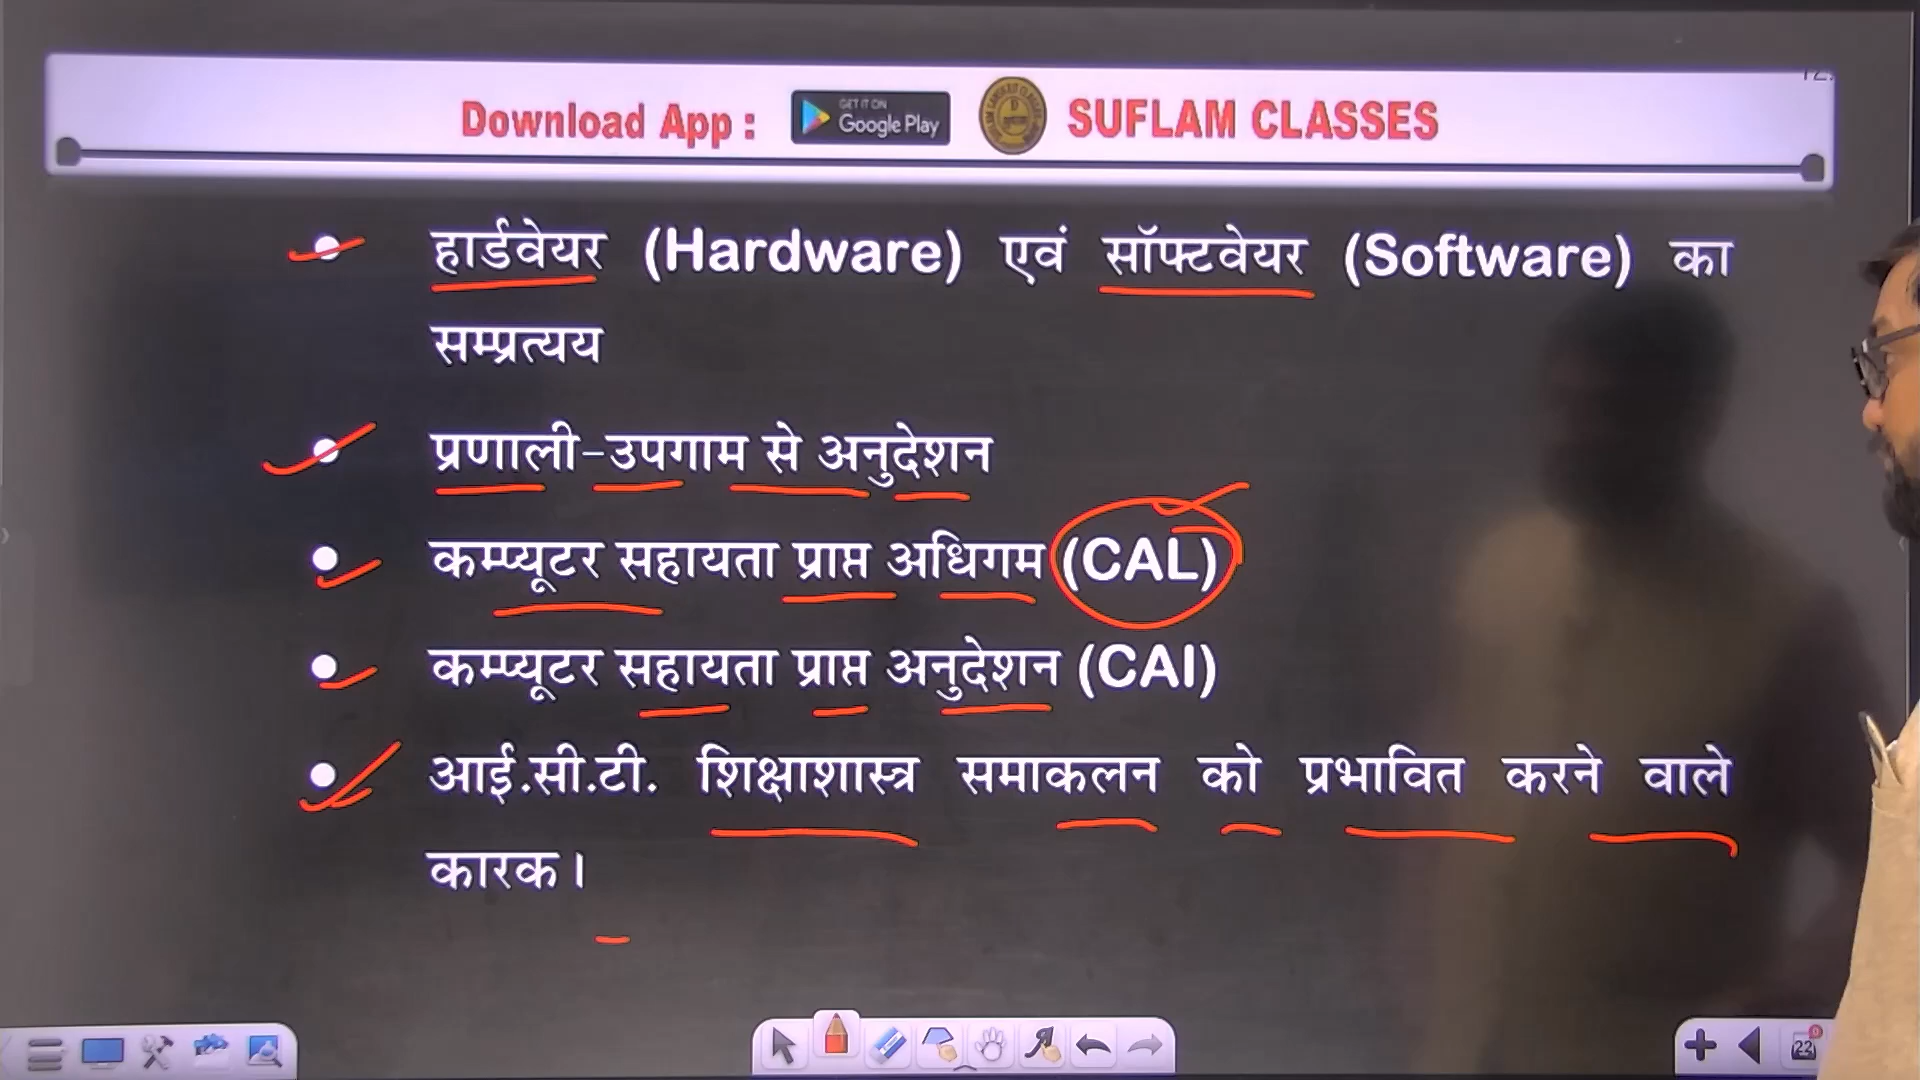 Download App : GET IT ON Google Play SUFLAM CLASSES
हार्डवेयर (Hardware) एवं सॉफ्टवेयर (Software) का
सम्प्रत्यय
प्रणाली-उपगाम से अनुदेशन
कम्प्यूटर सहायता प्राप्त अधिगम (CAL)
कम्प्यूटर सहायता प्राप्त अनुदेशन (CAI)
आई.सी.टी. शिक्षाशास्त्र समाकलन को प्रभावित करने वाले
कारक।
22